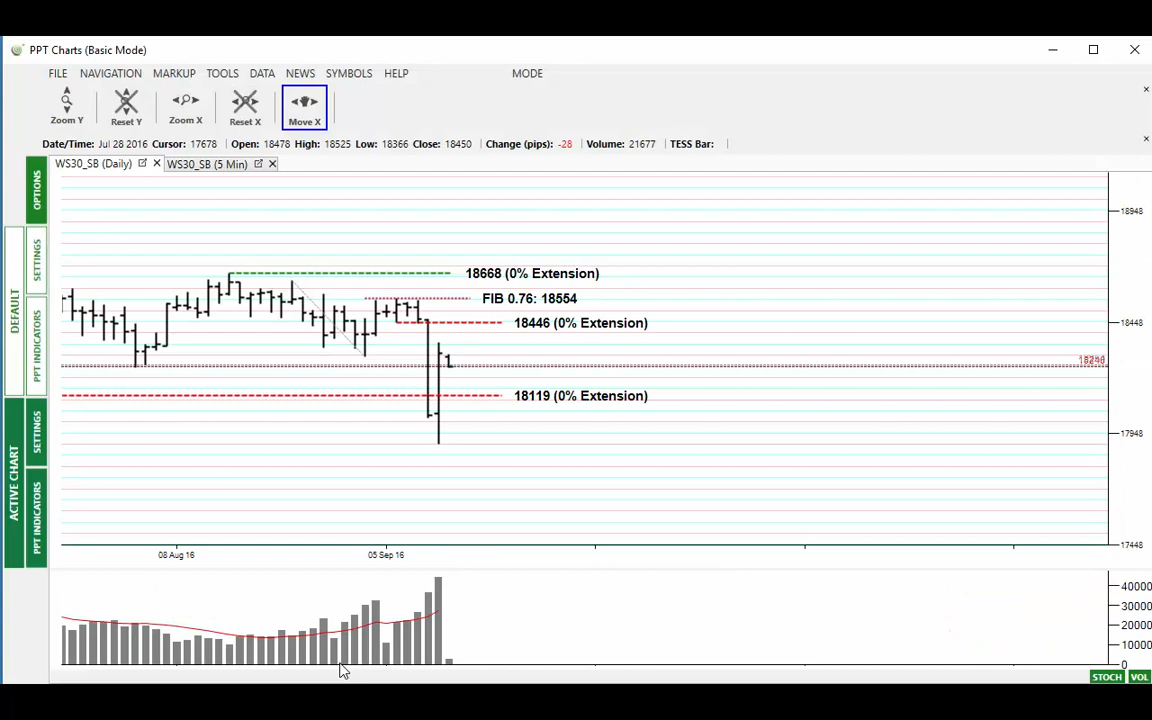 PPT Charts (Basic Mode)
FILE NAVIGATION MARKUP TOOLS DATA NEWS SYMBOLS HELP MODE
Zoom Y Reset Y Zoom X Reset X Move X
Date/Time: Jul 28 2016 Cursor: 17678 Open: 18478 High: 18525 Low: 18366 Close: 18450 Change (pips): -28 Volume: 21677 TESS Bar:
WS30_SB (Daily) WS30_SB (5 Min)
OPTIONS
SETTINGS
DEFAULT
PPT INDICATORS
SETTINGS
ACTIVE CHART
PPT INDICATORS
18948
18668 (0% Extension)
FIB 0.76: 18554
18446 (0% Extension)
18448
18119 (0% Extension)
17948
17448
08 Aug 16 05 Sep 16
40000
30000
20000
10000
0
STOCH VOL